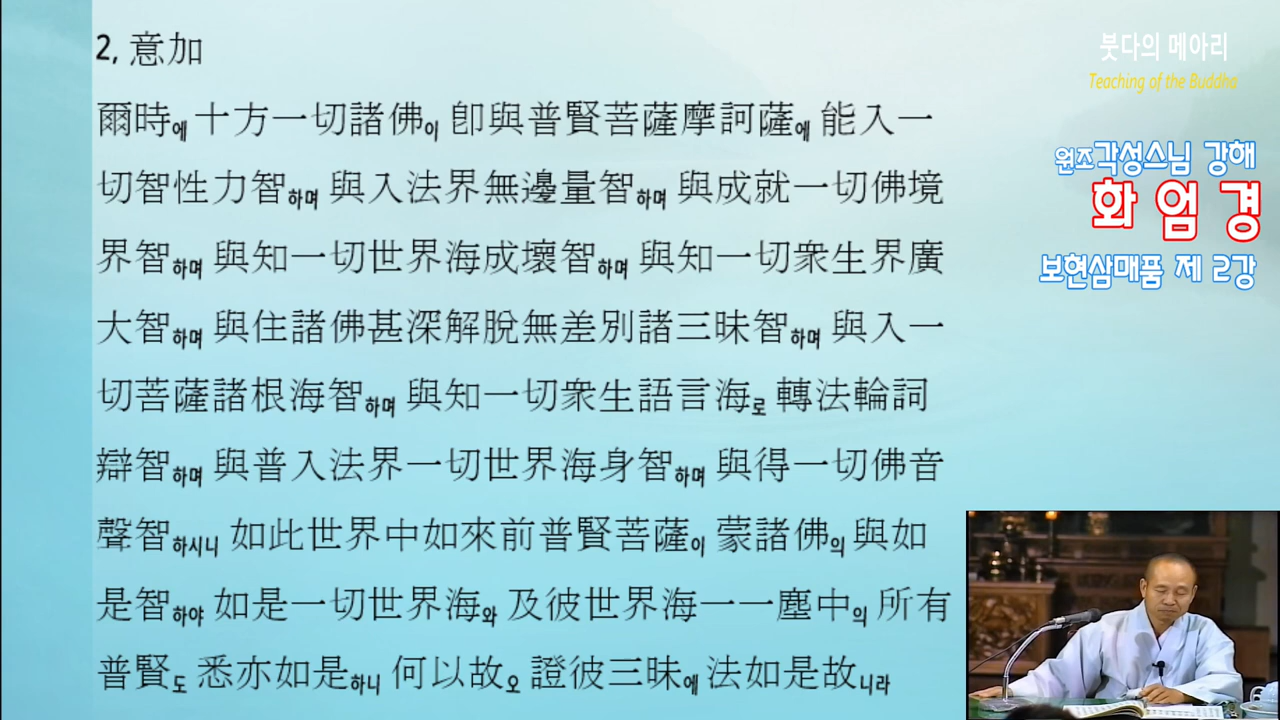 2, 意加
爾時에 十方一切諸佛이 卽與普賢菩薩摩訶薩에 能入一
切智性力智하며 與入法界無邊量智하며 與成就一切佛境
界智하며 與知一切世界海成壞智하며 與知一切衆生界廣
大智하며 與住諸佛甚深解脫無差別諸三昧智하며 與入一
切菩薩諸根海智하며 與知一切衆生語言海로 轉法輪詞
辯智하며 與普入法界一切世界海身智하며 與得一切佛音
聲智하시니 如此世界中如來前普賢菩薩이 蒙諸佛의 與如
是智하야 如是一切世界海와 及彼世界海一一塵中의 所有
普賢도 悉亦如是하니 何以故오 證彼三昧에 法如是故니라
붓다의 메아리
Teaching of the Buddha
원조각성스님 강해
화엄경
보현삼매품 제 2강